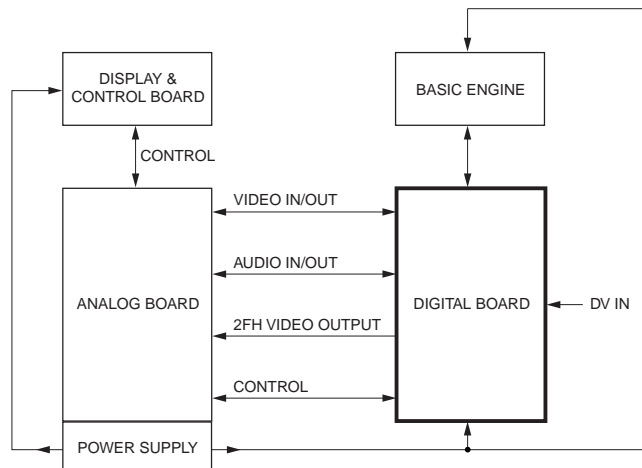 DISPLAY &
CONTROL BOARD
BASIC ENGINE
CONTROL
VIDEO IN/OUT
AUDIO IN/OUT
ANALOG BOARD
DIGITAL BOARD
DV IN
2FH VIDEO OUTPUT
CONTROL
POWER SUPPLY